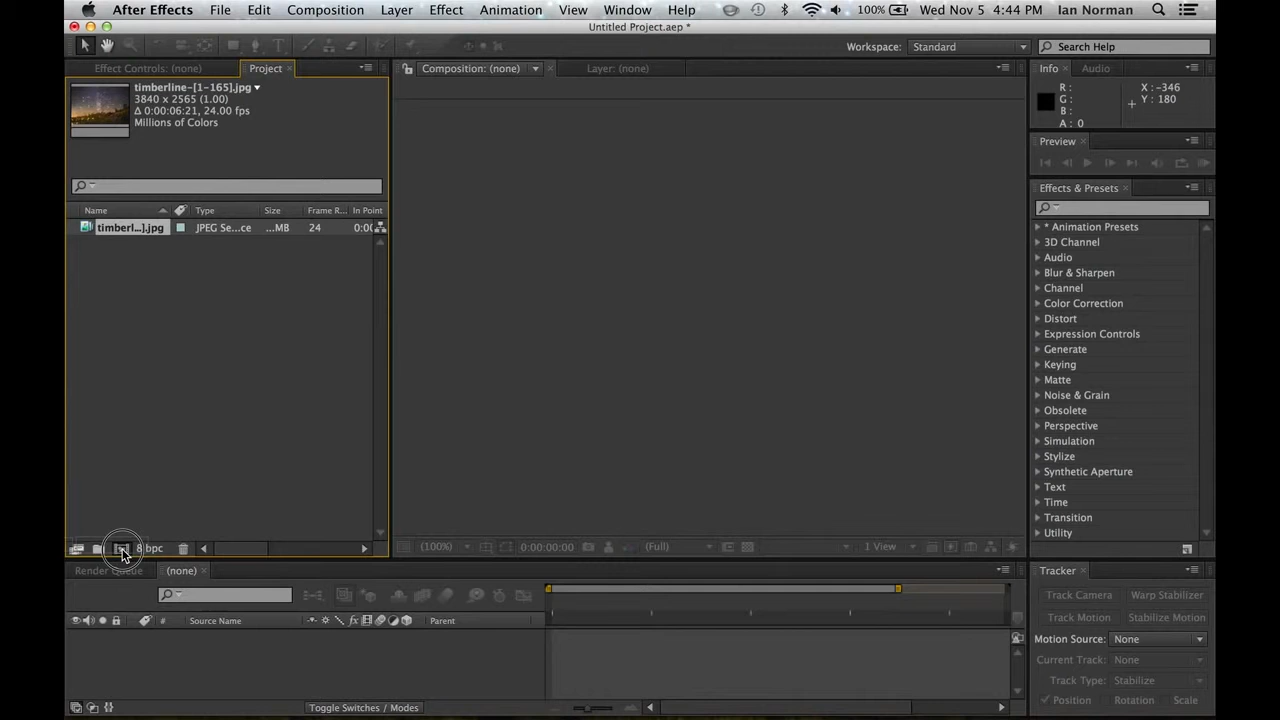 After Effects File Edit Composition Layer Effect Animation View Window Help 100% Wed Nov 5 4:44 PM Ian Norman
Untitled Project.aep *
Workspace: Standard Search Help
Effect Controls: (none) Project Composition: (none) Layer: (none) Info Audio
timberline-[1-165].jpg
3840 x 2565 (1.00)
Δ 0:00:06:21, 24.00 fps
Millions of Colors
R :
G :
B :
A : 0
X : -346
Y : 180
Preview
Effects & Presets
Name Type Size Frame R... In Point
timberl...].jpg JPEG Se...ce ...MB 24 0:00
* Animation Presets
3D Channel
Audio
Blur & Sharpen
Channel
Color Correction
Distort
Expression Controls
Generate
Keying
Matte
Noise & Grain
Obsolete
Perspective
Simulation
Stylize
Synthetic Aperture
Text
Time
Transition
Utility
8 bpc (100%) 0:00:00:00 (Full) 1 View
Render Queue (none) Tracker
Track Camera Warp Stabilizer
Track Motion Stabilize Motion
# Source Name Parent
Motion Source: None
Current Track: None
Track Type: Stabilize
Position Rotation Scale
Toggle Switches / Modes